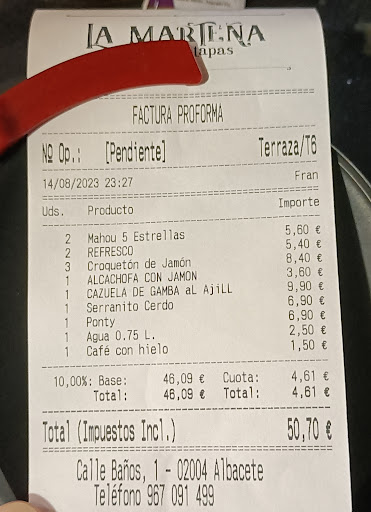 LA MARTENA
tapas
FACTURA PROFORMA
Nº Op.: [Pendiente] Terraza/T6
14/08/2023 23:27 Fran
Uds. Producto Importe
2 Mahou 5 Estrellas 5,60 €
2 REFRESCO 5,40 €
3 Croquetón de Jamón 8,40 €
1 ALCACHOFA CON JAMON 3,60 €
1 CAZUELA DE GAMBA aL AjiLL 9,90 €
1 Serranito Cerdo 6,90 €
1 Ponty 6,90 €
1 Agua 0.75 L. 2,50 €
1 Café con hielo 1,50 €
10,00%: Base: 46,09 € Cuota: 4,61 €
Total: 46,09 € Total: 4,61 €
Total (Impuestos Incl.) 50,70 €
Calle Baños, 1 - 02004 Albacete
Teléfono 967 091 499